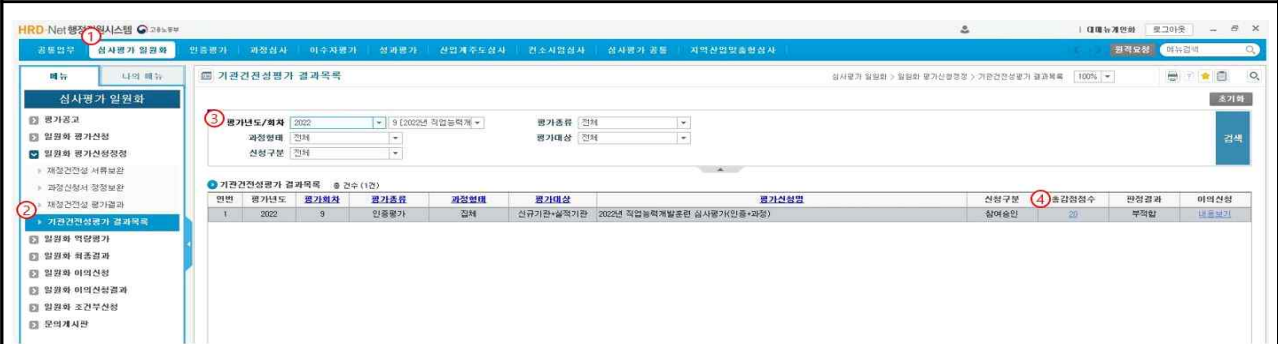 HRD-Net 행정지원시스템 고용노동부
대메뉴개인화 로그아웃
① 공통업무 심사평가 일원화 인증평가 과정심사 이수자평가 성과평가 산업계주도심사 컨소사업심사 심사평가 공통 지역산업맞춤형심사 원격요청 메뉴검색
메뉴 나의 메뉴
기관건전성평가 결과목록
심사평가 일원화 > 일원화 평가신청정정 > 기관건전성평가 결과목록 100%
심사평가 일원화
초기화
평가공고
일원화 평가신청
일원화 평가신청정정
재정건전성 서류보완
과정신청서 정정보완
재정건전성 평가결과
② 기관건전성평가 결과목록
일원화 역량평가
일원화 최종결과
일원화 이의신청
일원화 이의신청결과
일원화 조건부신청
문의게시판
③ 평가년도/회차 2022 9 [2022년 직업능력개 평가종류 전체
과정형태 전체 평가대상 전체
신청구분 전체
검색
기관건전성평가 결과목록 총 건수 (1건)
연번 평가년도 평가회차 평가종류 과정형태 평가대상 평가신청명 신청구분 ④ 총감점점수 판정결과 이의신청
1 2022 9 인증평가 집체 신규기관+실적기관 2022년 직업능력개발훈련 심사평가(인증+과정) 참여승인 20 부적합 내용보기